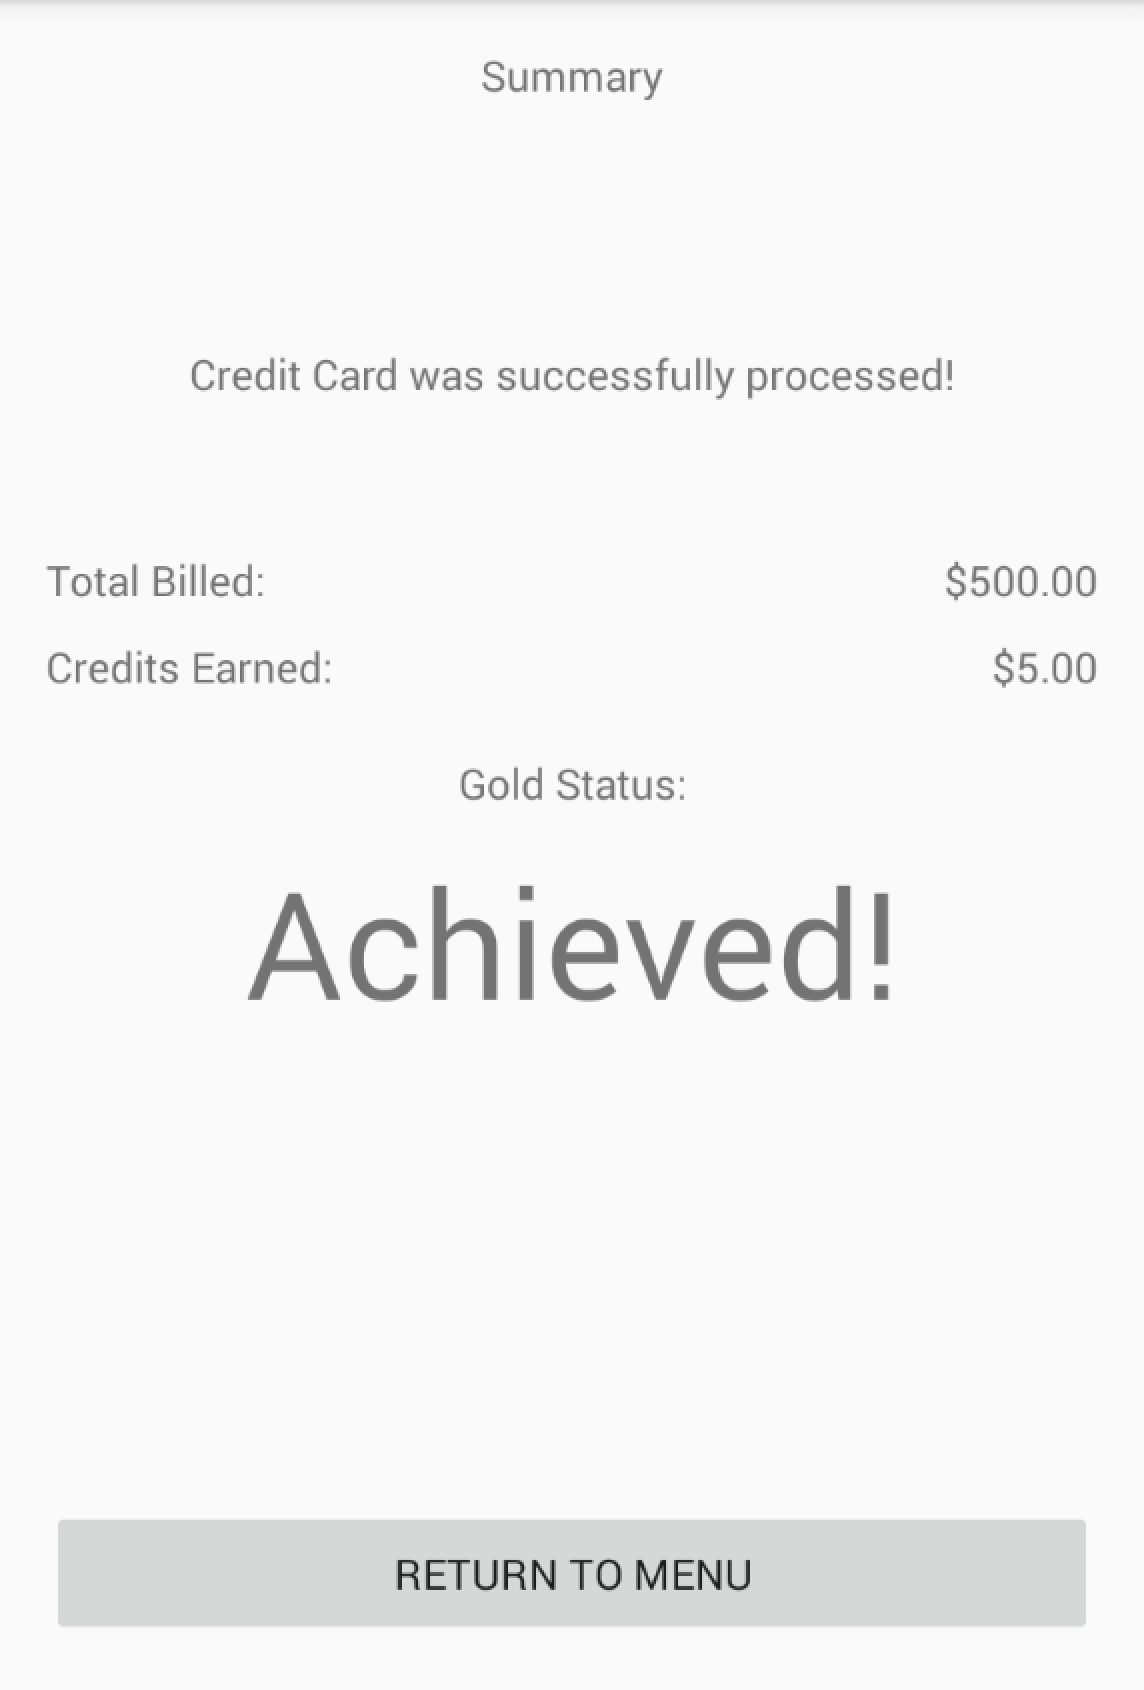 Summary
Credit Card was successfully processed!
Total Billed: $500.00
Credits Earned: $5.00
Gold Status:
Achieved!
RETURN TO MENU